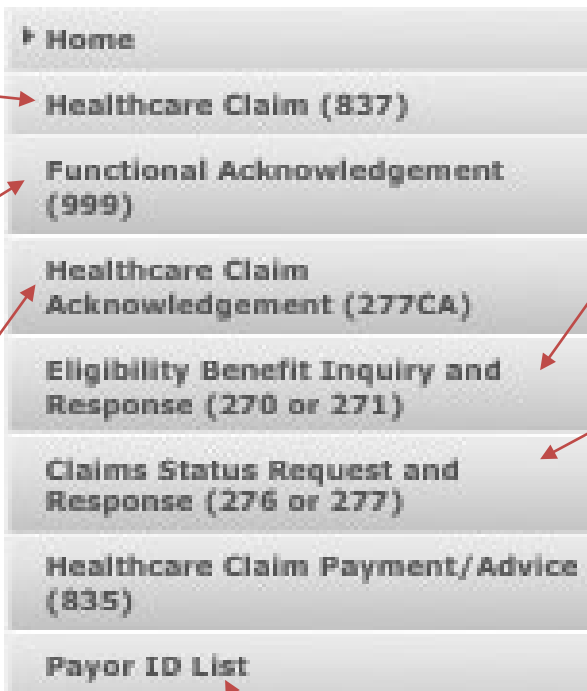 Home
Healthcare Claim (837)
Functional Acknowledgement
(999)
Healthcare Claim
Acknowledgement (277CA)
Eligibility Benefit Inquiry and
Response (270 or 271)
Claims Status Request and
Response (276 or 277)
Healthcare Claim Payment/Advice
(835)
Payor ID List